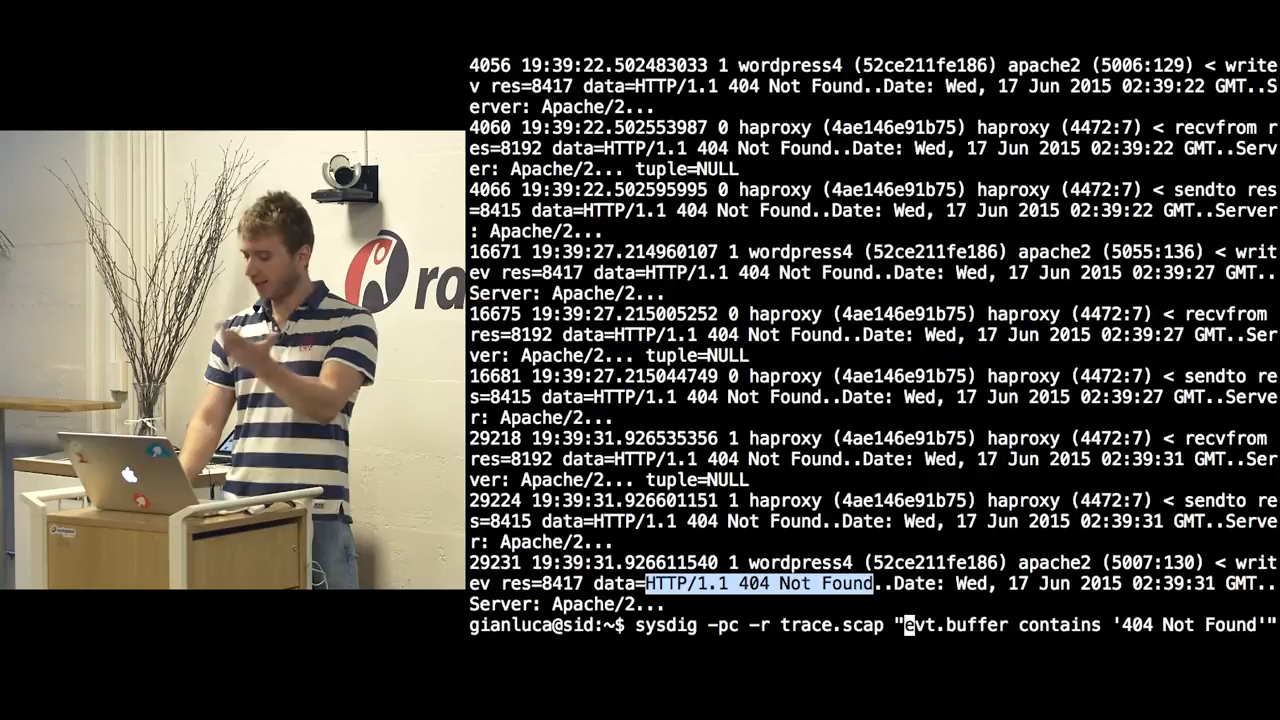 4056 19:39:22.502483033 1 wordpress4 (52ce211fe186) apache2 (5006:129) < write
v res=8417 data=HTTP/1.1 404 Not Found..Date: Wed, 17 Jun 2015 02:39:22 GMT..S
erver: Apache/2...
4060 19:39:22.502553987 0 haproxy (4ae146e91b75) haproxy (4472:7) < recvfrom r
es=8192 data=HTTP/1.1 404 Not Found..Date: Wed, 17 Jun 2015 02:39:22 GMT..Serv
er: Apache/2... tuple=NULL
4066 19:39:22.502595995 0 haproxy (4ae146e91b75) haproxy (4472:7) < sendto res
=8415 data=HTTP/1.1 404 Not Found..Date: Wed, 17 Jun 2015 02:39:22 GMT..Server
: Apache/2...
16671 19:39:27.214960107 1 wordpress4 (52ce211fe186) apache2 (5055:136) < writ
ev res=8417 data=HTTP/1.1 404 Not Found..Date: Wed, 17 Jun 2015 02:39:27 GMT..
Server: Apache/2...
16675 19:39:27.215005252 0 haproxy (4ae146e91b75) haproxy (4472:7) < recvfrom
res=8192 data=HTTP/1.1 404 Not Found..Date: Wed, 17 Jun 2015 02:39:27 GMT..Ser
ver: Apache/2... tuple=NULL
16681 19:39:27.215044749 0 haproxy (4ae146e91b75) haproxy (4472:7) < sendto re
s=8415 data=HTTP/1.1 404 Not Found..Date: Wed, 17 Jun 2015 02:39:27 GMT..Serve
r: Apache/2...
29218 19:39:31.926535356 1 haproxy (4ae146e91b75) haproxy (4472:7) < recvfrom
res=8192 data=HTTP/1.1 404 Not Found..Date: Wed, 17 Jun 2015 02:39:31 GMT..Ser
ver: Apache/2... tuple=NULL
29224 19:39:31.926601151 1 haproxy (4ae146e91b75) haproxy (4472:7) < sendto re
s=8415 data=HTTP/1.1 404 Not Found..Date: Wed, 17 Jun 2015 02:39:31 GMT..Serve
r: Apache/2...
29231 19:39:31.926611540 1 wordpress4 (52ce211fe186) apache2 (5007:130) < writ
ev res=8417 data=HTTP/1.1 404 Not Found..Date: Wed, 17 Jun 2015 02:39:31 GMT..
Server: Apache/2...
gianluca@sid:~$ sysdig -pc -r trace.scap "evt.buffer contains '404 Not Found'"